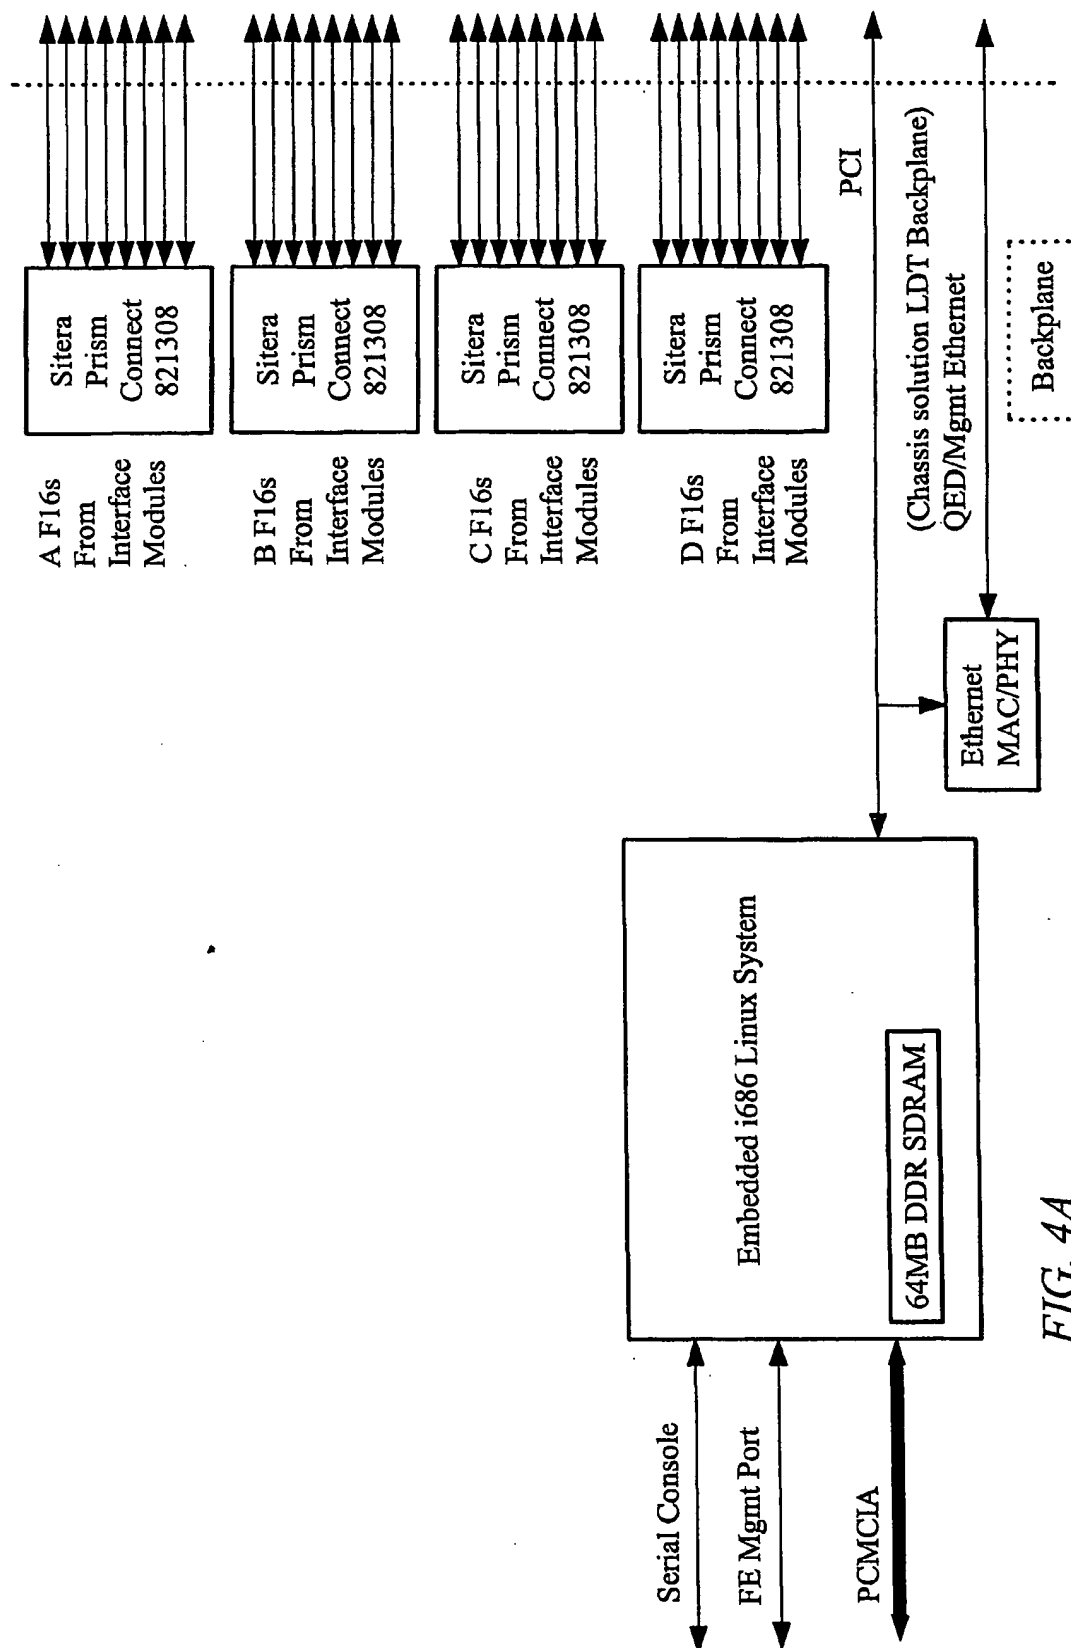 A F16s
From
Interface
Modules
Sitera
Prism
Connect
821308
B F16s
From
Interface
Modules
Sitera
Prism
Connect
821308
C F16s
From
Interface
Modules
Sitera
Prism
Connect
821308
D F16s
From
Interface
Modules
Sitera
Prism
Connect
821308
Serial Console
FE Mgmt Port
PCMCIA
Embedded i686 Linux System
64MB DDR SDRAM
PCI
(Chassis solution LDT Backplane)
QED/Mgmt Ethernet
Ethernet
MAC/PHY
Backplane
FIG. 4A